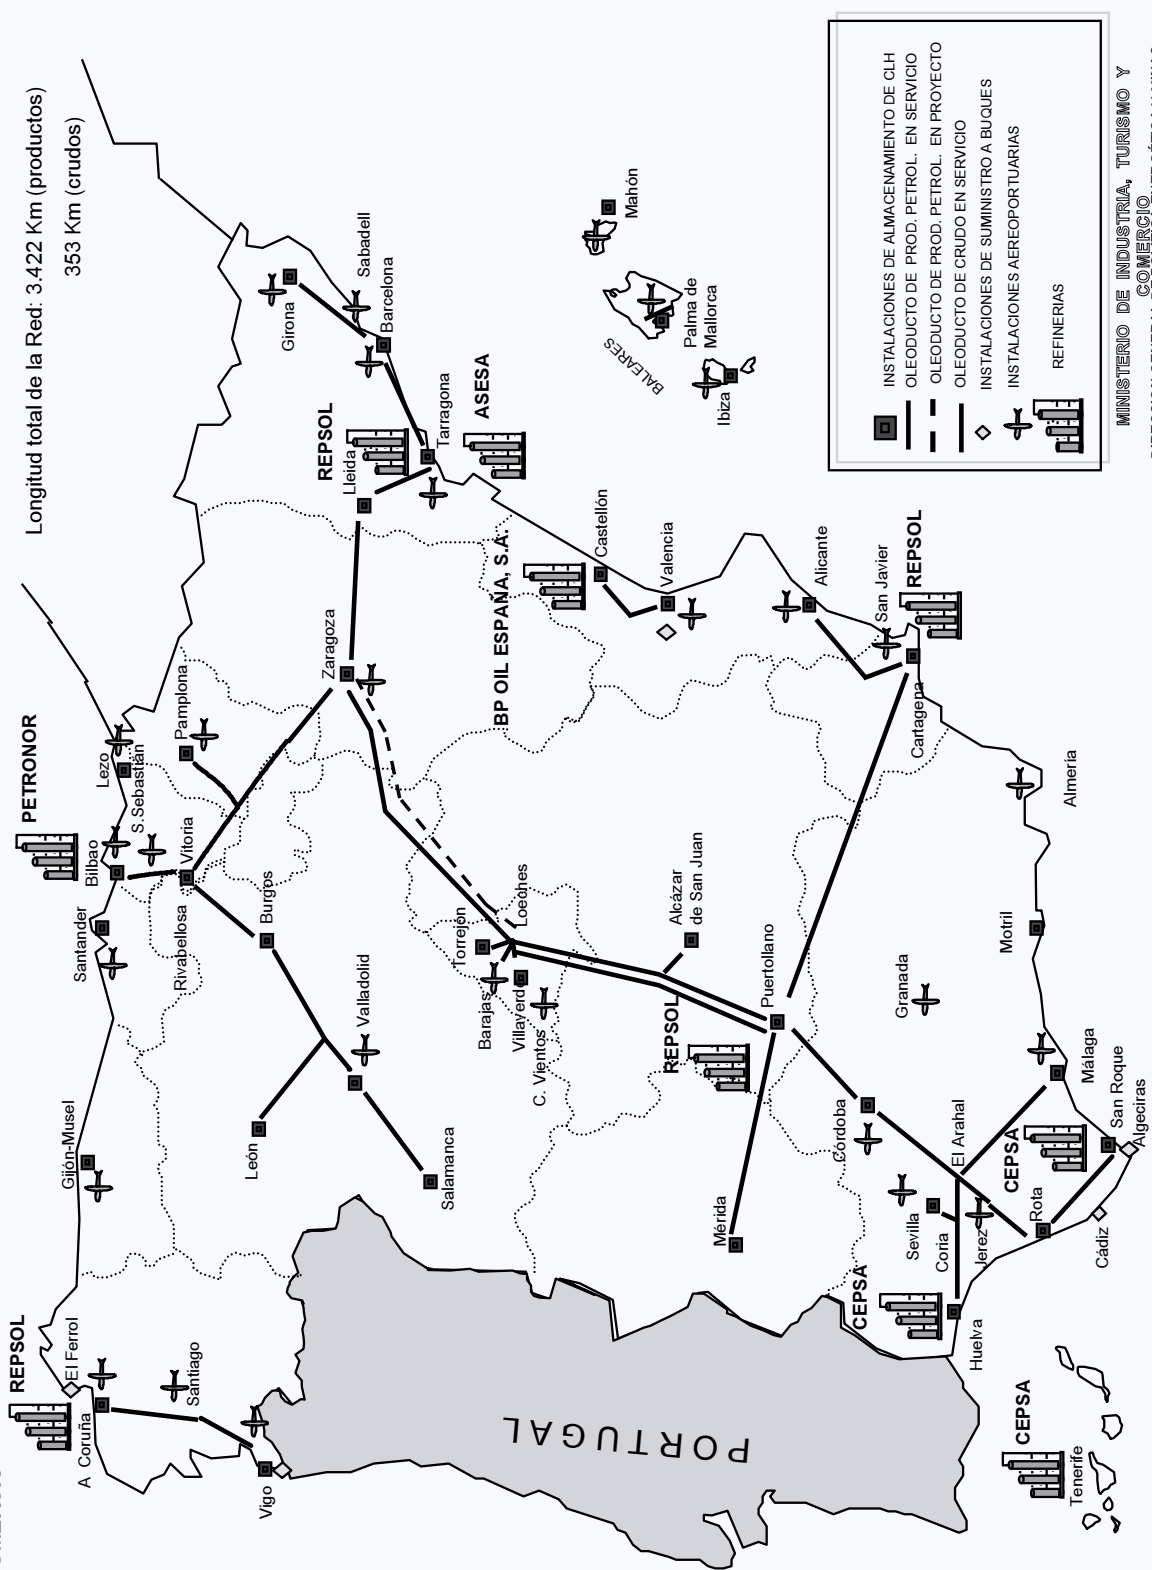 Longitud total de la Red: 3.422 Km (productos)
353 Km (crudos)
REPSOL
El Ferrol
A Coruña
Santiago
Vigo
Gijón-Musel
Santander
PETRONOR
Bilbao
Lezo
S.Sebastián
Pamplona
Vitoria
Rivabellosa
Burgos
León
Valladolid
Salamanca
Zaragoza
REPSOL
Lleida
Tarragona
ASESA
Girona
Sabadell
Barcelona
Torrejón
Loeches
Barajas
Villaverde
C. Vientos
BP OIL ESPANA, S.A.
Castellón
Valencia
BALEARES
Mahón
Palma de
Mallorca
Ibiza
Alcázar
de San Juan
REPSOL
Puertollano
Mérida
Alicante
San Javier
REPSOL
Cartagena
Córdoba
El Arahal
Sevilla
Coria
Jerez
CEPSA
Huelva
Rota
Cádiz
CEPSA
San Roque
Algeciras
Málaga
Granada
Motril
Almería
PORTUGAL
CEPSA
Tenerife
INSTALACIONES DE ALMACENAMIENTO DE CLH
OLEODUCTO DE PROD. PETROL. EN SERVICIO
OLEODUCTO DE PROD. PETROL. EN PROYECTO
OLEODUCTO DE CRUDO EN SERVICIO
INSTALACIONES DE SUMINISTRO A BUQUES
INSTALACIONES AEREOPORTUARIAS
REFINERIAS
MINISTERIO DE INDUSTRIA, TURISMO Y
COMERCIO